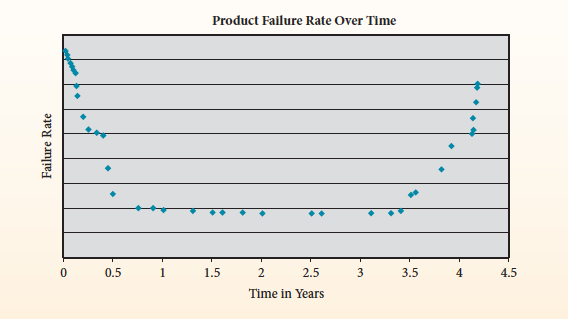 Product Failure Rate Over Time
Failure Rate
0 0.5 1 1.5 2 2.5 3 3.5 4 4.5
Time in Years